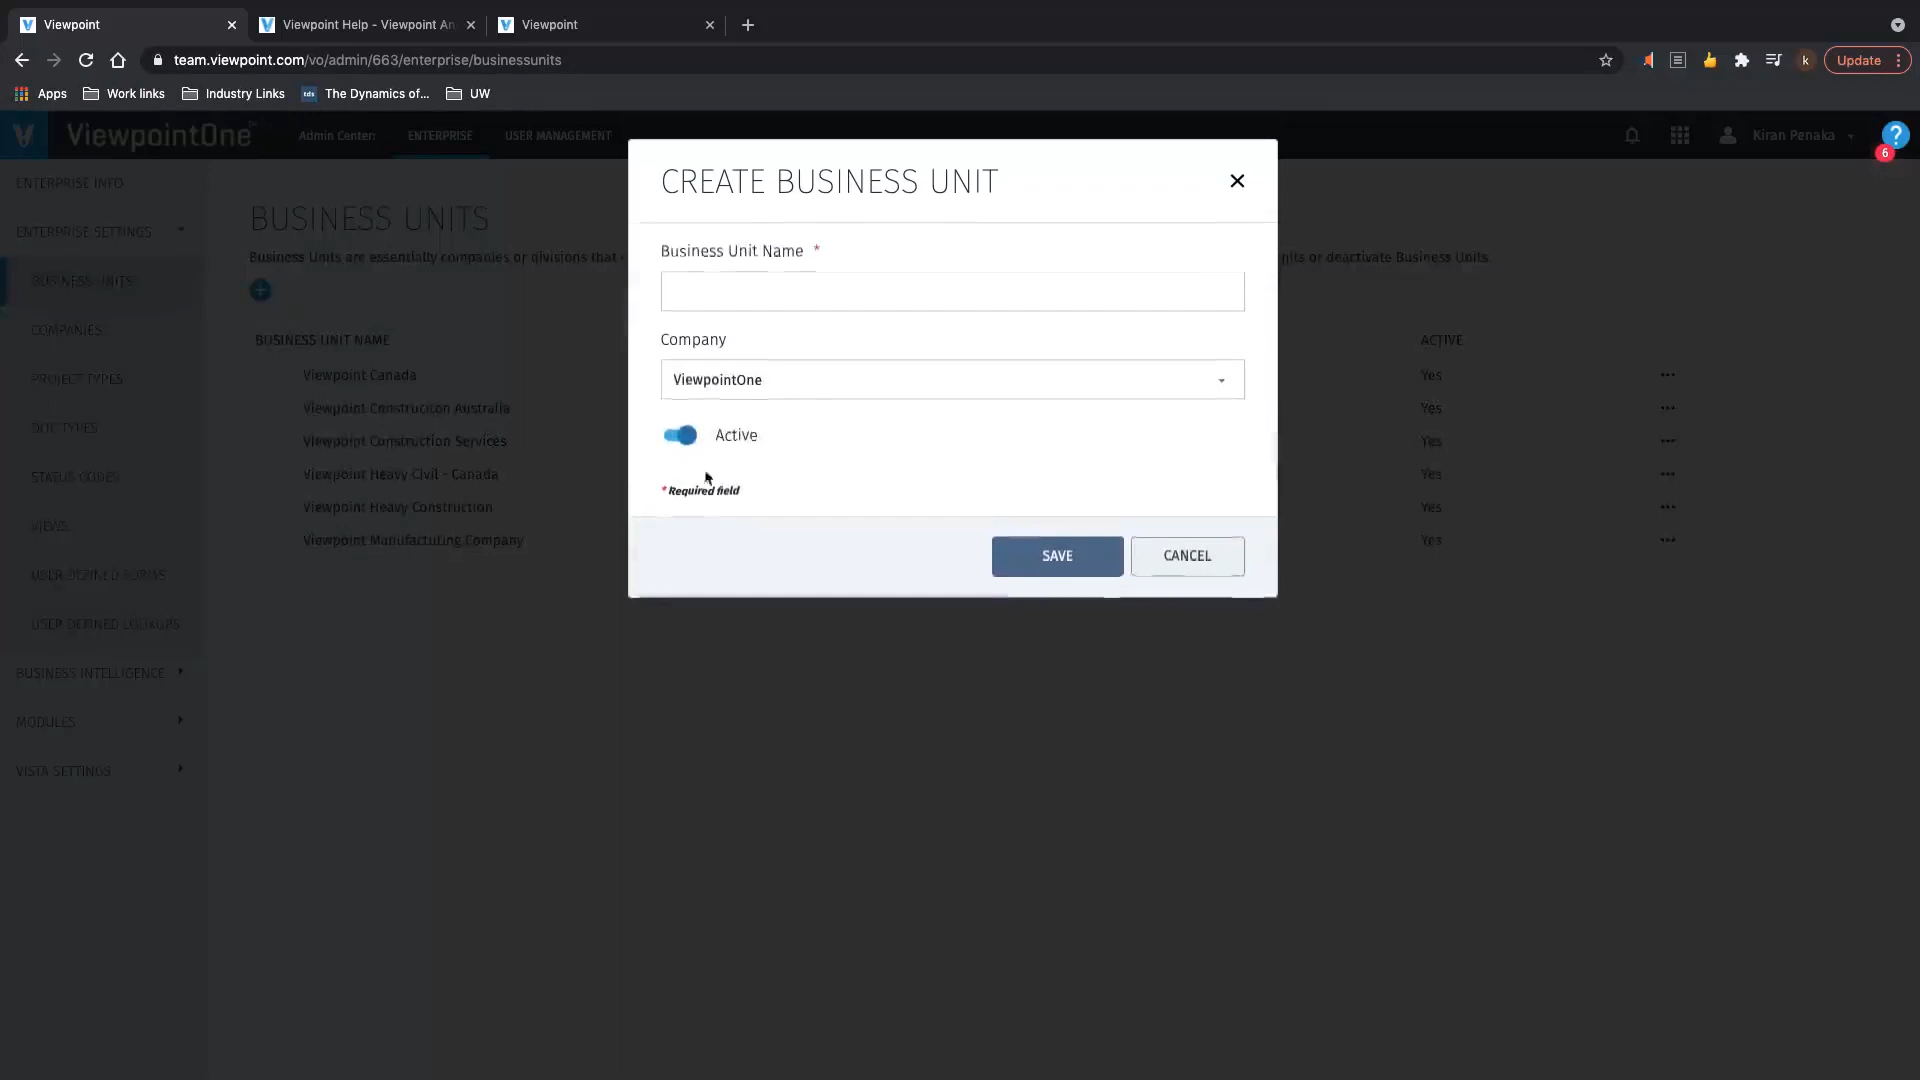 Viewpoint
Viewpoint Help - Viewpoint An
Viewpoint
team.viewpoint.com/vo/admin/663/enterprise/businessunits
k
Update
Apps
Work links
Industry Links
tds
The Dynamics of...
UW
ViewpointOne™
Admin Center:
ENTERPRISE
USER MANAGEMENT
Kiran Penaka
?
6
ENTERPRISE INFO
ENTERPRISE SETTINGS
BUSINESS UNITS
COMPANIES
PROJECT TYPES
DOC TYPES
STATUS CODES
VIEWS
USER DEFINED FORMS
USER DEFINED LOOKUPS
BUSINESS INTELLIGENCE
MODULES
VISTA SETTINGS
BUSINESS UNITS
Business Units are essentially companies or divisions that
or deactivate Business Units.
BUSINESS UNIT NAME
ACTIVE
Viewpoint Canada
Yes
Viewpoint Construcion Australia
Yes
Viewpoint Construction Services
Yes
Viewpoint Heavy Civil - Canada
Yes
Viewpoint Heavy Construction
Yes
Viewpoint Manufacturing Company
Yes
CREATE BUSINESS UNIT
Business Unit Name *
Company
ViewpointOne
Active
* Required field
SAVE
CANCEL